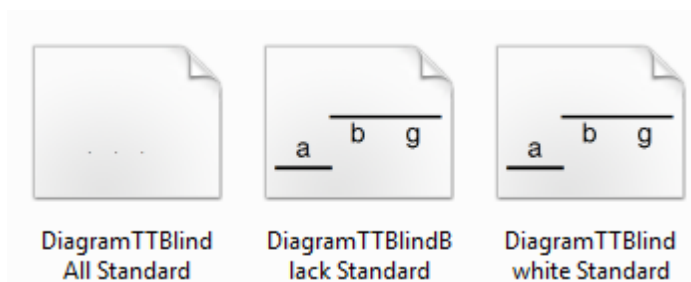 . . .
a b g
a b g
DiagramTTBlind All Standard
DiagramTTBlindB lack Standard
DiagramTTBlind white Standard